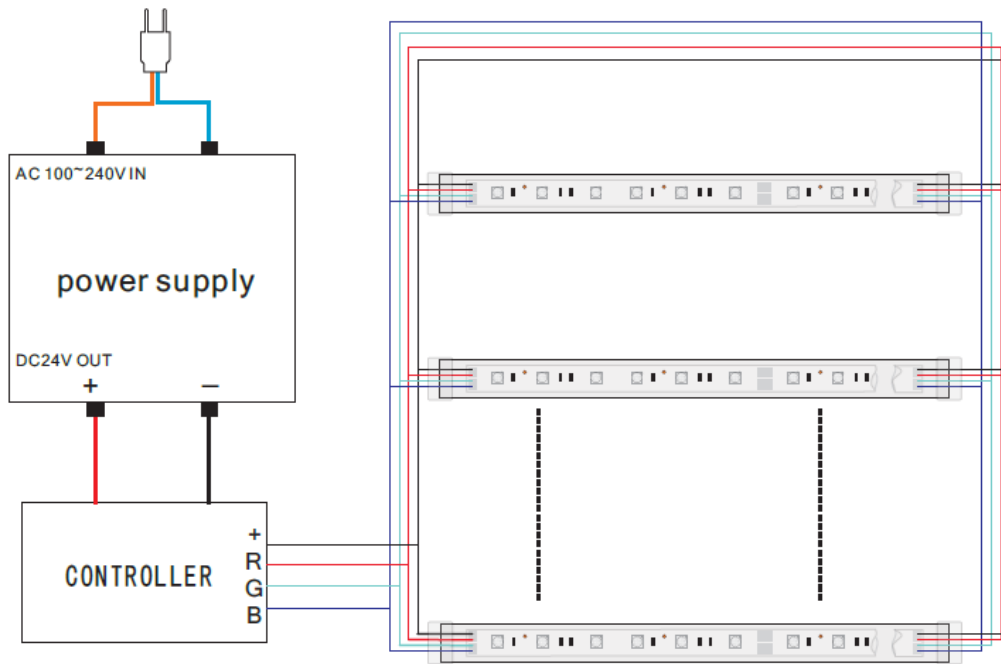 AC 100~240V IN
power supply
DC24V OUT
+ —
CONTROLLER
+
R
G
B